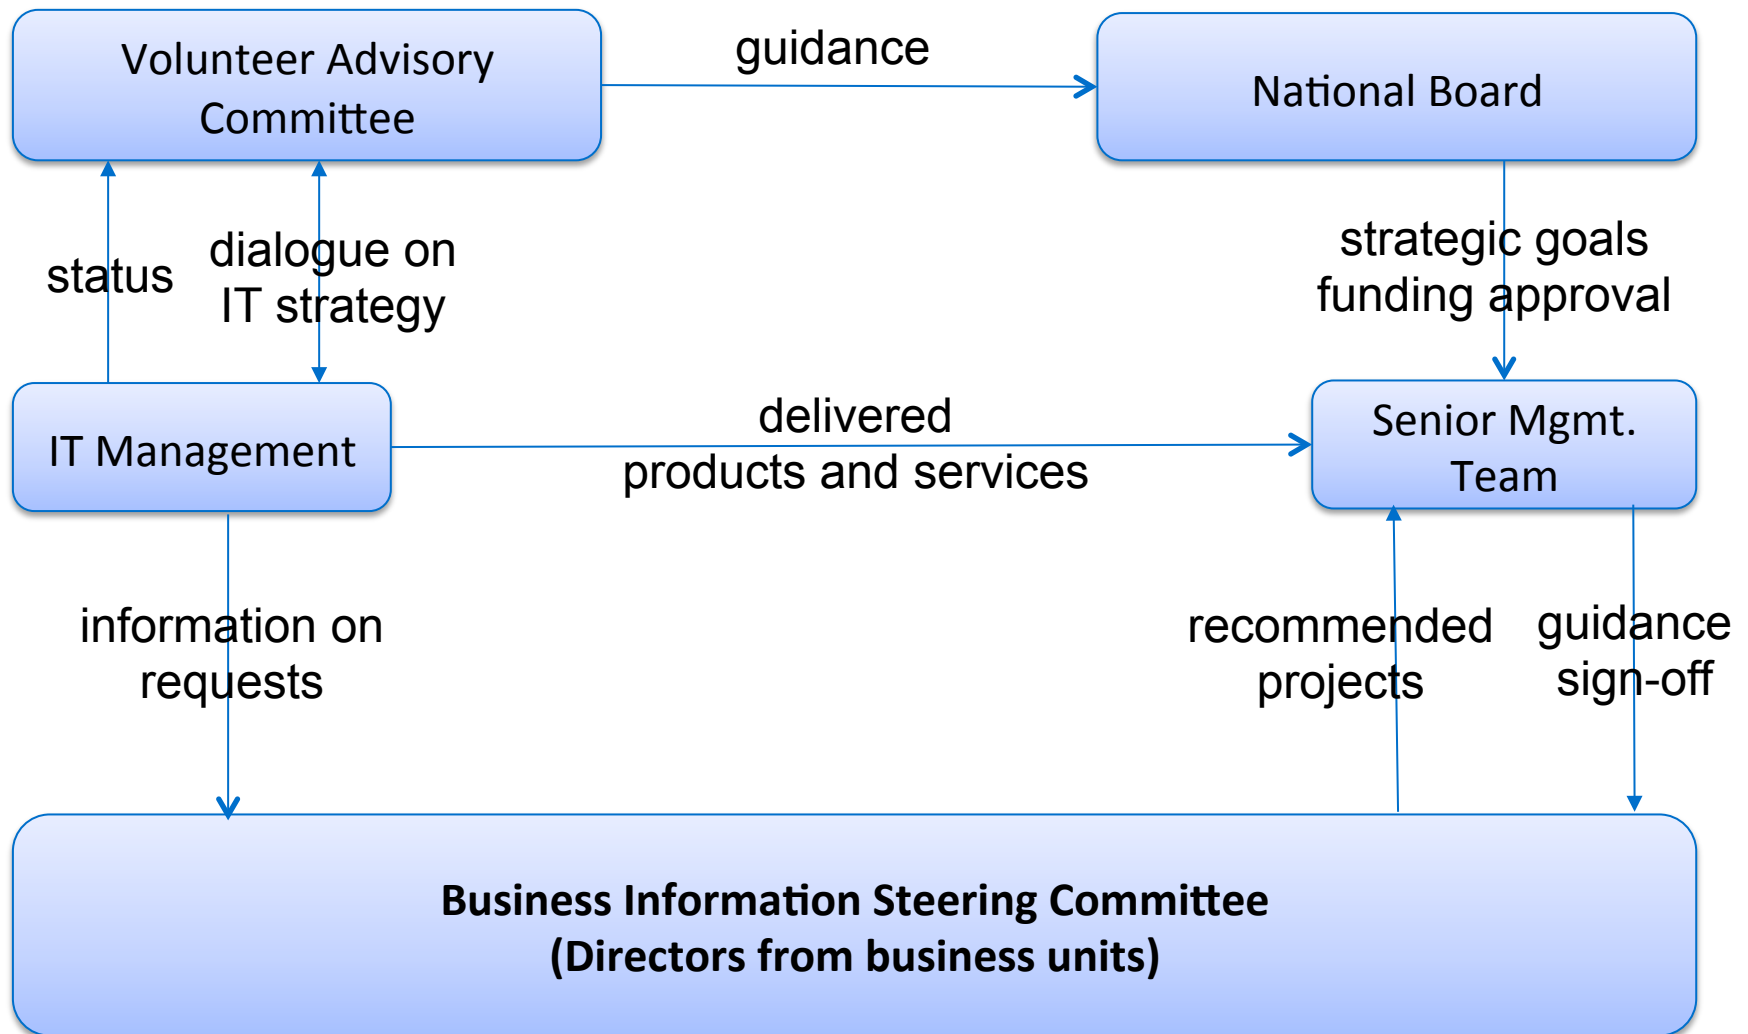 Volunteer Advisory
Committee
guidance
National Board
status
dialogue on
IT strategy
strategic goals
funding approval
IT Management
delivered
products and services
Senior Mgmt.
Team
information on
requests
recommended
projects
guidance
sign-off
Business Information Steering Committee
(Directors from business units)